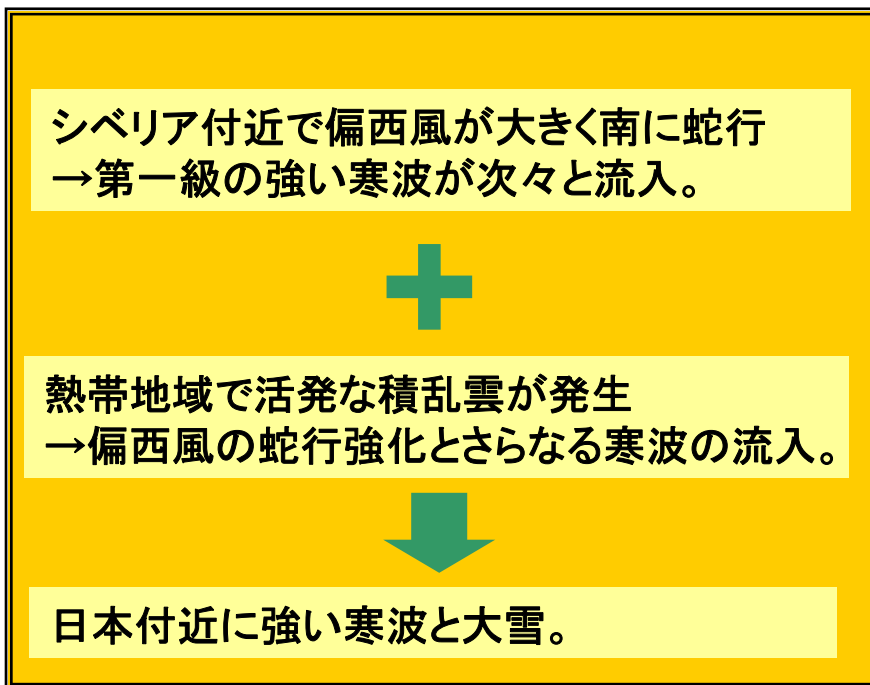 シベリア付近で偏西風が大きく南に蛇行
→第一級の強い寒波が次々と流入。
熱帯地域で活発な積乱雲が発生
→偏西風の蛇行強化とさらなる寒波の流入。
日本付近に強い寒波と大雪。